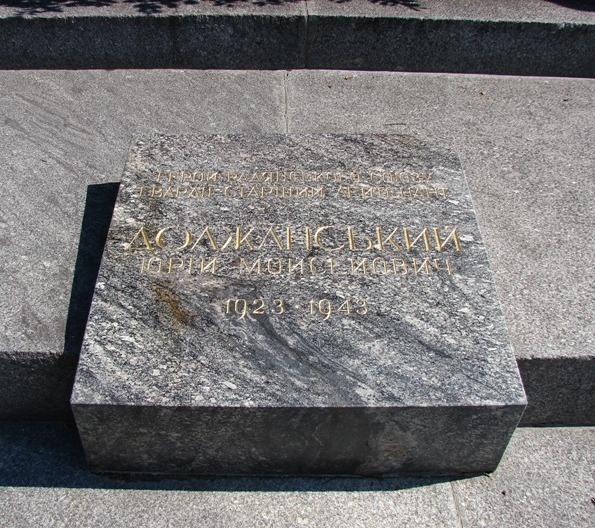 ГЕРОЙ РАДЯНСЬКОГО СОЮЗУ
ГВАРДІЇ СТАРШИЙ ЛЕЙТЕНАНТ
ДОЛЖАНСЬКИЙ
ЮРІЙ МОЙСЕЙОВИЧ
1923 - 1943